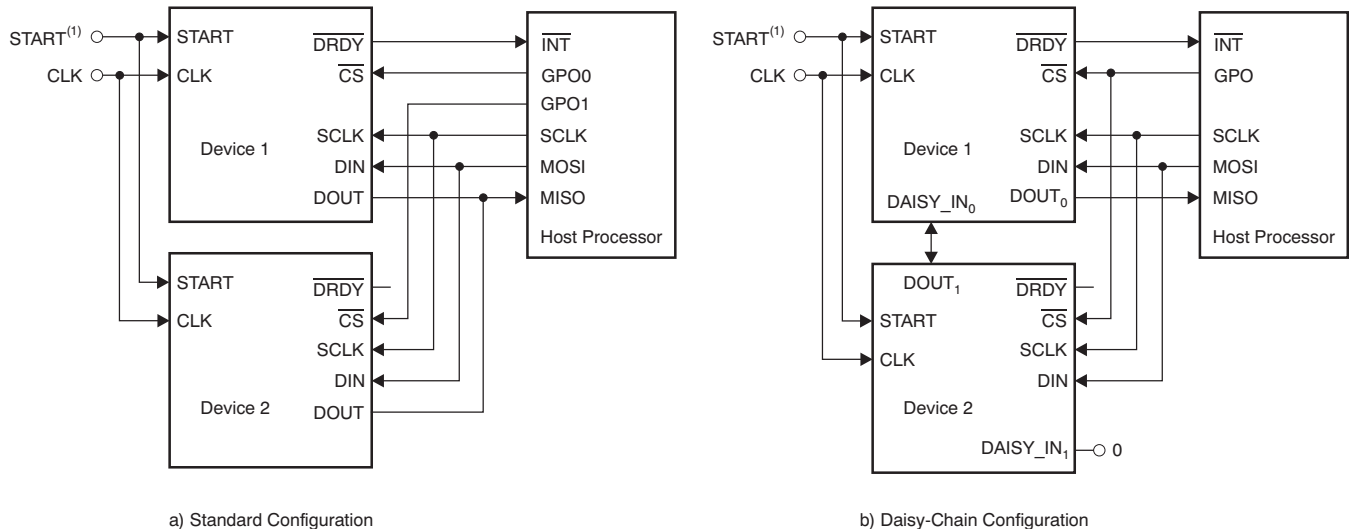 START(1)
CLK
START
CLK
Device 1
DRDY
CS
SCLK
DIN
DOUT
INT
GPO0
GPO1
SCLK
MOSI
MISO
Host Processor
START
CLK
Device 2
DRDY
CS
SCLK
DIN
DOUT
a) Standard Configuration
START(1)
CLK
START
CLK
Device 1
DRDY
CS
SCLK
DIN
DOUT0
DAISY_IN0
INT
GPO
SCLK
MOSI
MISO
Host Processor
DOUT1
START
CLK
Device 2
DRDY
CS
SCLK
DIN
DAISY_IN1
0
b) Daisy-Chain Configuration